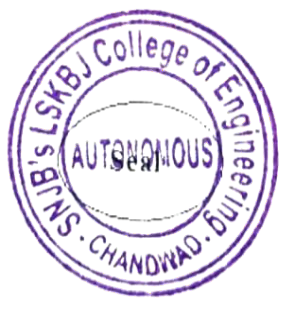 SNJB's LSKBJ College of Engineering,
AUTONOMOUS
Seal
CHANDWAD.